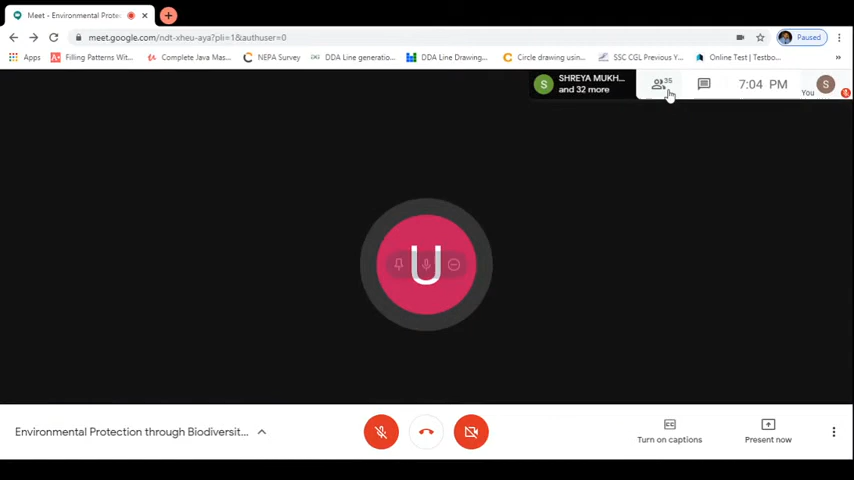 Meet - Environmental Prote
meet.google.com/ndt-xheu-aya?pli=1&authuser=0
Paused
Apps
Filling Patterns Wit...
Complete Java Mas...
NEPA Survey
DDA Line generatio...
DDA Line Drawing...
Circle drawing usin...
SSC CGL Previous Y...
Online Test | Testbo...
SHREYA MUKH...
and 32 more
35
7:04 PM
You
S
S
U
Environmental Protection through Biodiversit...
Turn on captions
Present now